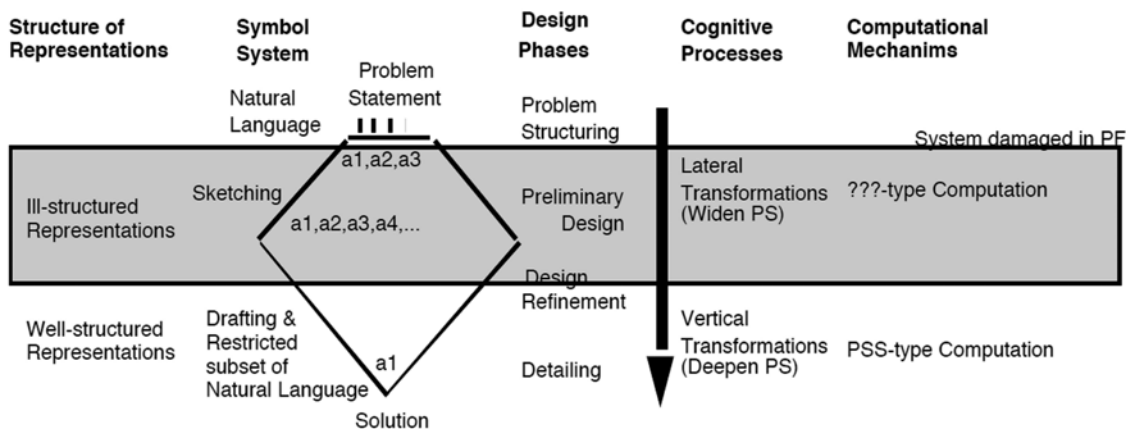 Structure of
Representations
Symbol
System
Design
Phases
Cognitive
Processes
Computational
Mechanims
Problem
Statement
Natural
Language
Problem
Structuring
System damaged in PF
a1,a2,a3
Sketching
Ill-structured
Representations
a1,a2,a3,a4,...
Preliminary
Design
Lateral
Transformations
(Widen PS)
???-type Computation
Design
Refinement
Well-structured
Representations
Drafting &
Restricted
subset of
Natural Language
a1
Solution
Detailing
Vertical
Transformations
(Deepen PS)
PSS-type Computation